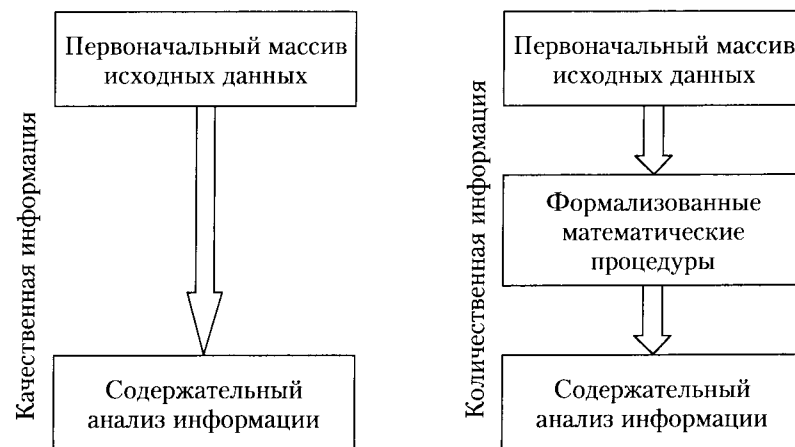 Качественная информация
Первоначальный массив
исходных данных
Содержательный
анализ информации
Количественная информация
Первоначальный массив
исходных данных
Формализованные
математические
процедуры
Содержательный
анализ информации